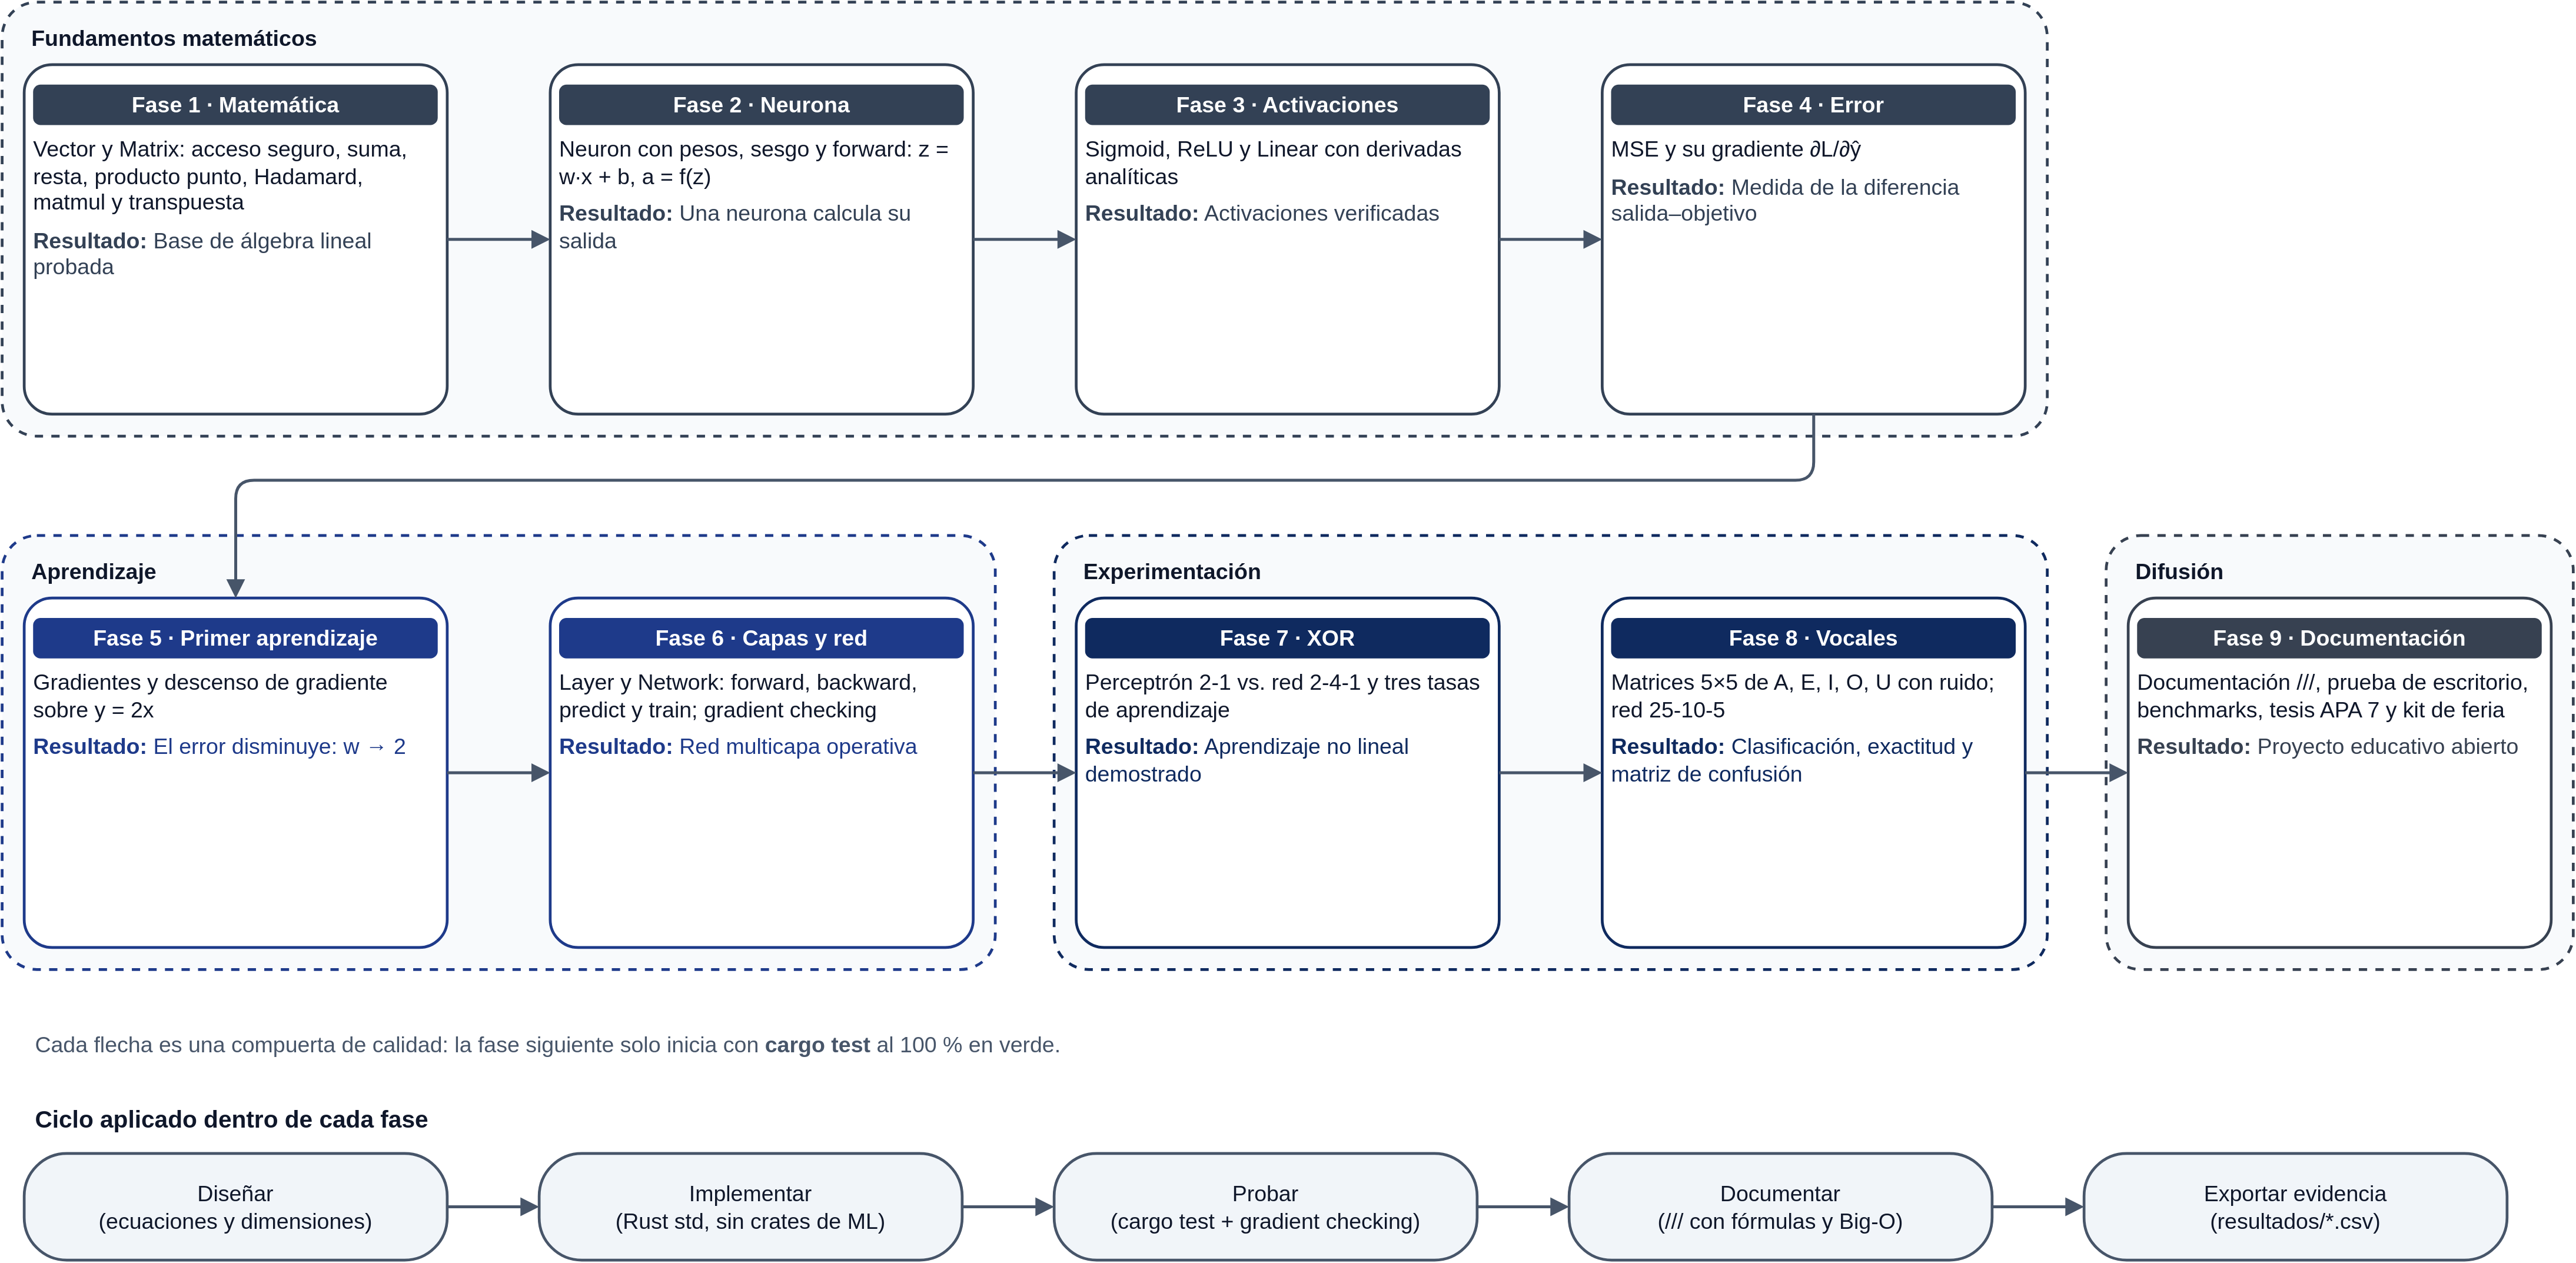 Fundamentos matemáticos
Fase 1 · Matemática
Vector y Matrix: acceso seguro, suma,
resta, producto punto, Hadamard,
matmul y transpuesta
Resultado: Base de álgebra lineal
probada
Fase 2 · Neurona
Neuron con pesos, sesgo y forward: z =
w·x + b, a = f(z)
Resultado: Una neurona calcula su
salida
Fase 3 · Activaciones
Sigmoid, ReLU y Linear con derivadas
analíticas
Resultado: Activaciones verificadas
Fase 4 · Error
MSE y su gradiente ∂L/∂ŷ
Resultado: Medida de la diferencia
salida–objetivo
Aprendizaje
Fase 5 · Primer aprendizaje
Gradientes y descenso de gradiente
sobre y = 2x
Resultado: El error disminuye: w → 2
Fase 6 · Capas y red
Layer y Network: forward, backward,
predict y train; gradient checking
Resultado: Red multicapa operativa
Experimentación
Fase 7 · XOR
Perceptrón 2-1 vs. red 2-4-1 y tres tasas
de aprendizaje
Resultado: Aprendizaje no lineal
demostrado
Fase 8 · Vocales
Matrices 5×5 de A, E, I, O, U con ruido;
red 25-10-5
Resultado: Clasificación, exactitud y
matriz de confusión
Difusión
Fase 9 · Documentación
Documentación ///, prueba de escritorio,
benchmarks, tesis APA 7 y kit de feria
Resultado: Proyecto educativo abierto
Cada flecha es una compuerta de calidad: la fase siguiente solo inicia con cargo test al 100 % en verde.
Ciclo aplicado dentro de cada fase
Diseñar
(ecuaciones y dimensiones)
Implementar
(Rust std, sin crates de ML)
Probar
(cargo test + gradient checking)
Documentar
(/// con fórmulas y Big-O)
Exportar evidencia
(resultados/*.csv)